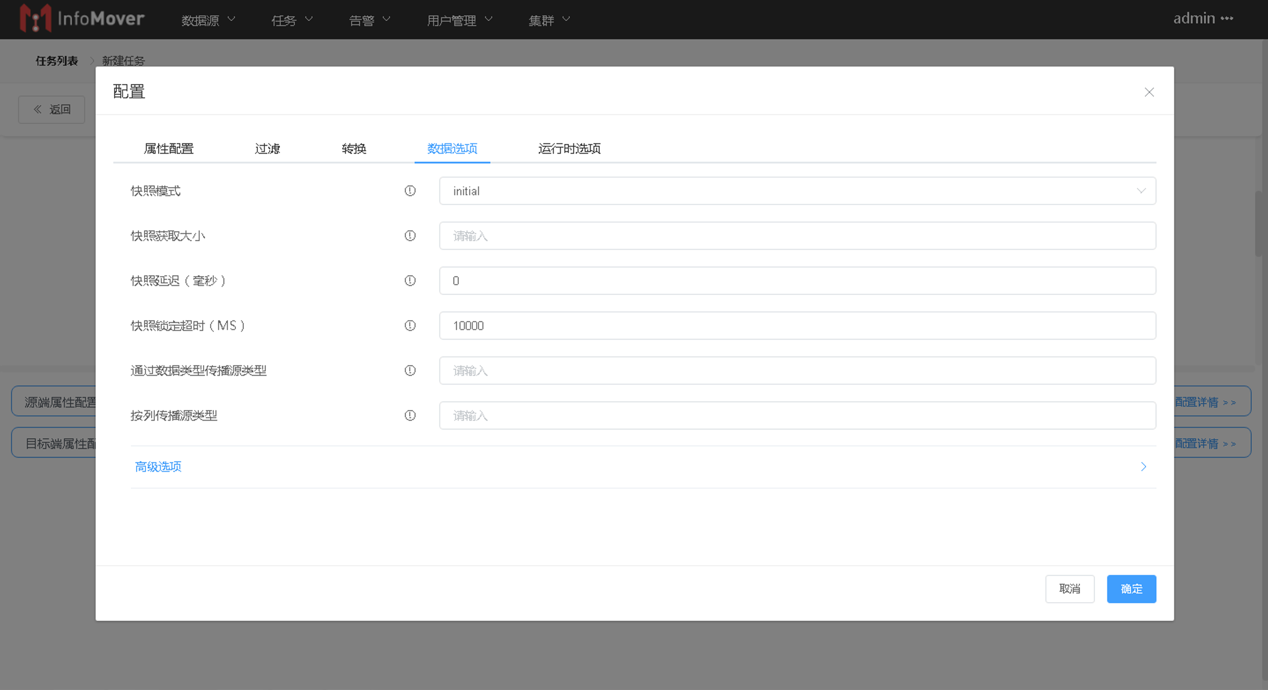 InfoMover 数据源 任务 告警 用户管理 集群 admin
任务列表 新建任务
配置
返回
属性配置 过滤 转换 数据选项 运行时选项
快照模式 initial
快照获取大小 请输入
快照延迟（毫秒） 0
快照锁定超时（MS） 10000
通过数据类型传播源类型 请输入
源端属性配置 配置详情 >>
按列传播源类型 请输入
目标端属性配 配置详情 >>
高级选项
取消 确定